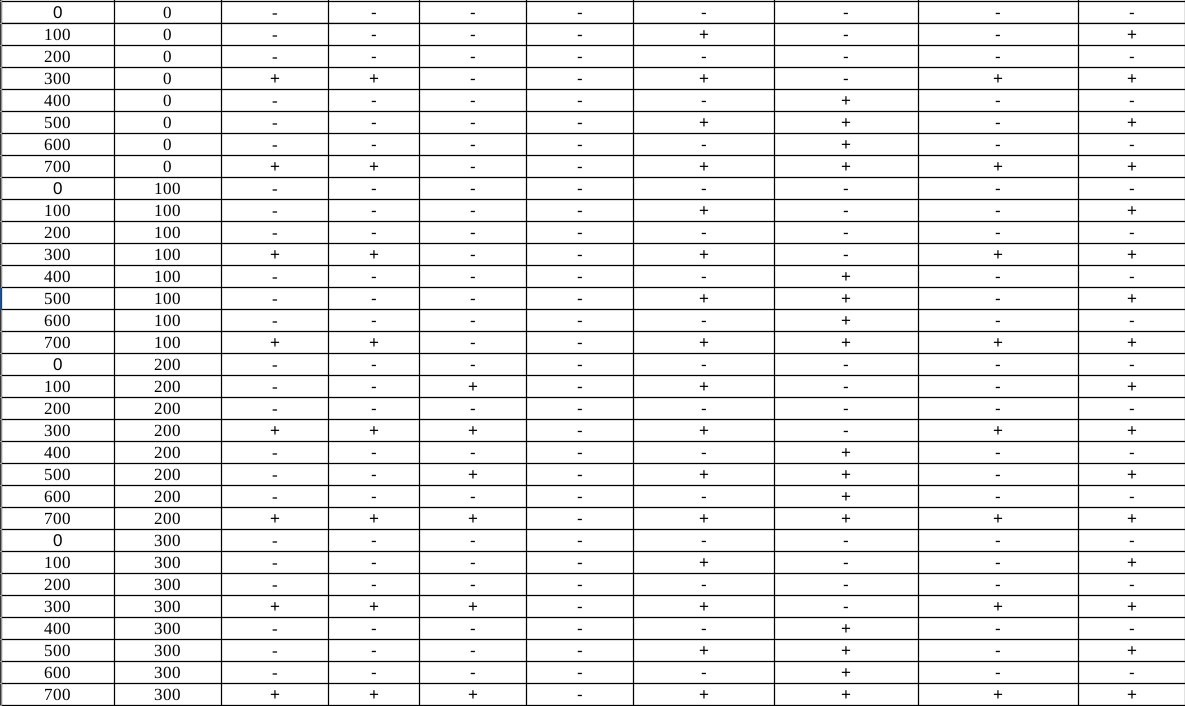 0 0 - - - - - - - -
100 0 - - - - + - - +
200 0 - - - - - - - -
300 0 + + - - + - + +
400 0 - - - - - + - -
500 0 - - - - + + - +
600 0 - - - - - + - -
700 0 + + - - + + + +
0 100 - - - - - - - -
100 100 - - - - + - - +
200 100 - - - - - - - -
300 100 + + - - + - + +
400 100 - - - - - + - -
500 100 - - - - + + - +
600 100 - - - - - + - -
700 100 + + - - + + + +
0 200 - - - - - - - -
100 200 - - + - + - - +
200 200 - - - - - - - -
300 200 + + + - + - + +
400 200 - - - - - + - -
500 200 - - + - + + - +
600 200 - - - - - + - -
700 200 + + + - + + + +
0 300 - - - - - - - -
100 300 - - - - + - - +
200 300 - - - - - - - -
300 300 + + + - + - + +
400 300 - - - - - + - -
500 300 - - - - + + - +
600 300 - - - - - + - -
700 300 + + + - + + + +